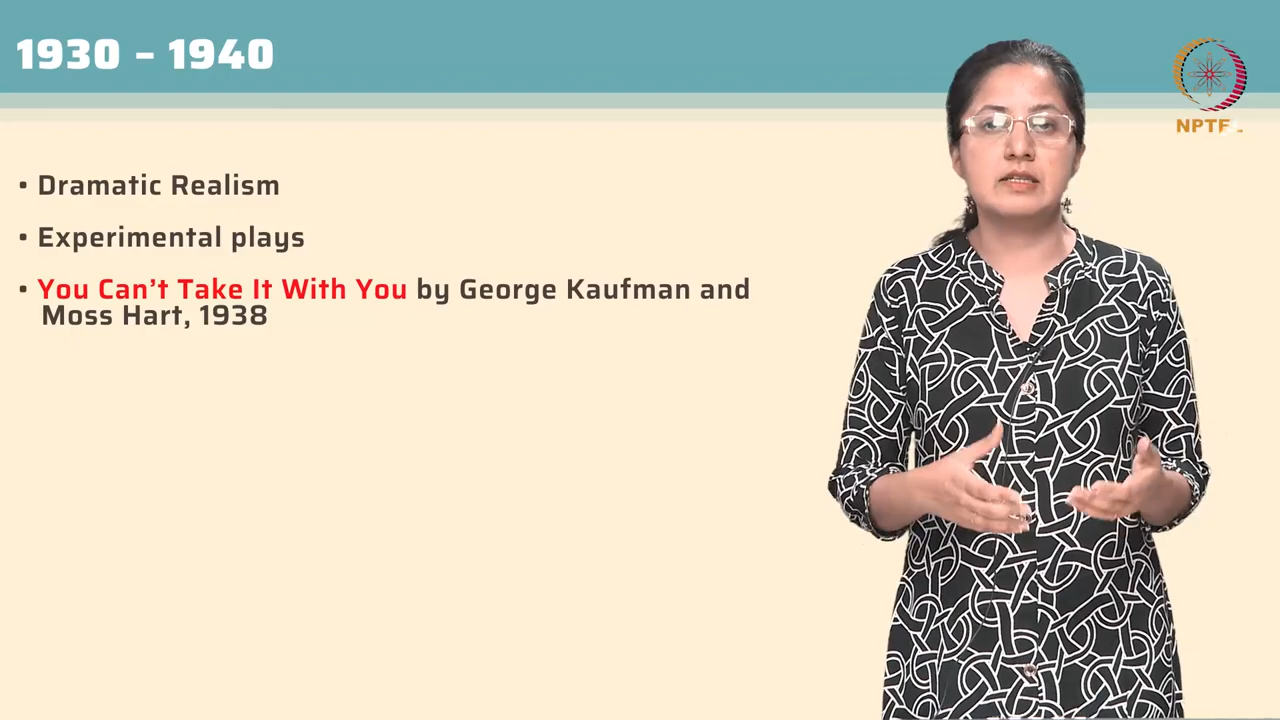 1930 – 1940
• Dramatic Realism
• Experimental plays
• You Can’t Take It With You by George Kaufman and
Moss Hart, 1938
NPTEL